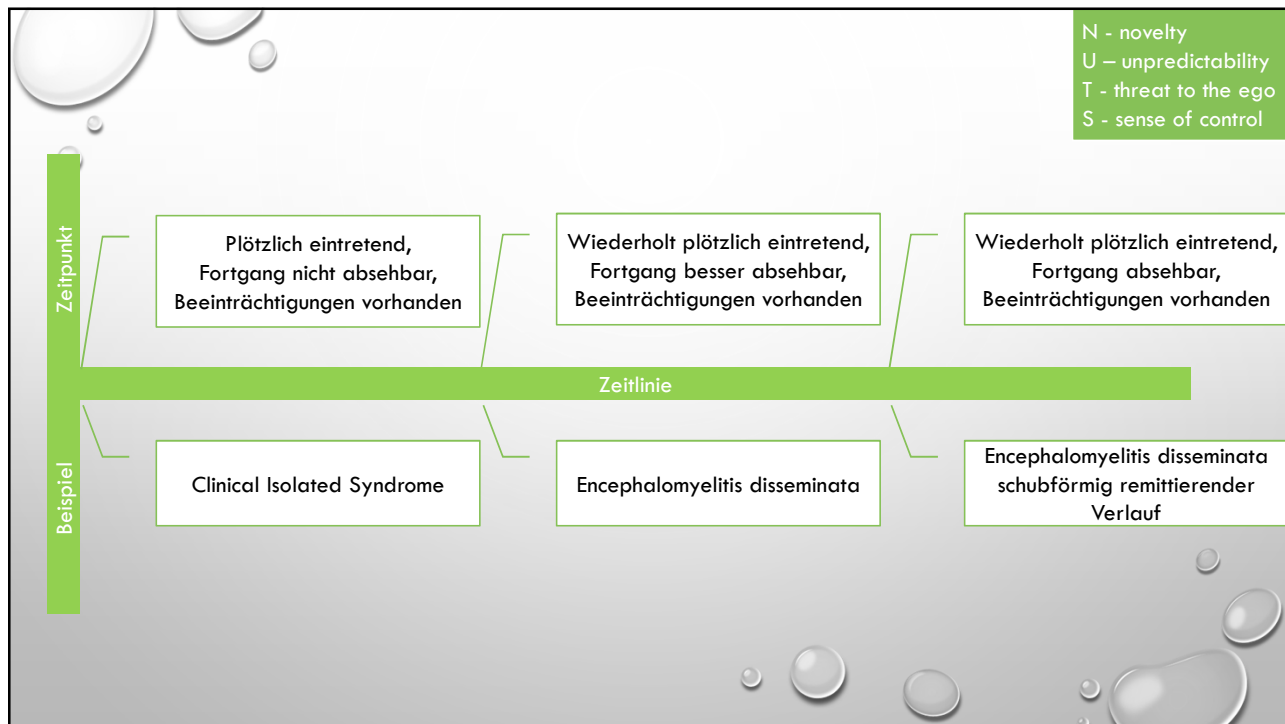 N - novelty
U – unpredictability
T - threat to the ego
S - sense of control
Zeitpunkt
Plötzlich eintretend,
Fortgang nicht absehbar,
Beeinträchtigungen vorhanden
Wiederholt plötzlich eintretend,
Fortgang besser absehbar,
Beeinträchtigungen vorhanden
Wiederholt plötzlich eintretend,
Fortgang absehbar,
Beeinträchtigungen vorhanden
Zeitlinie
Beispiel
Clinical Isolated Syndrome
Encephalomyelitis disseminata
Encephalomyelitis disseminata
schubförmig remittierender
Verlauf